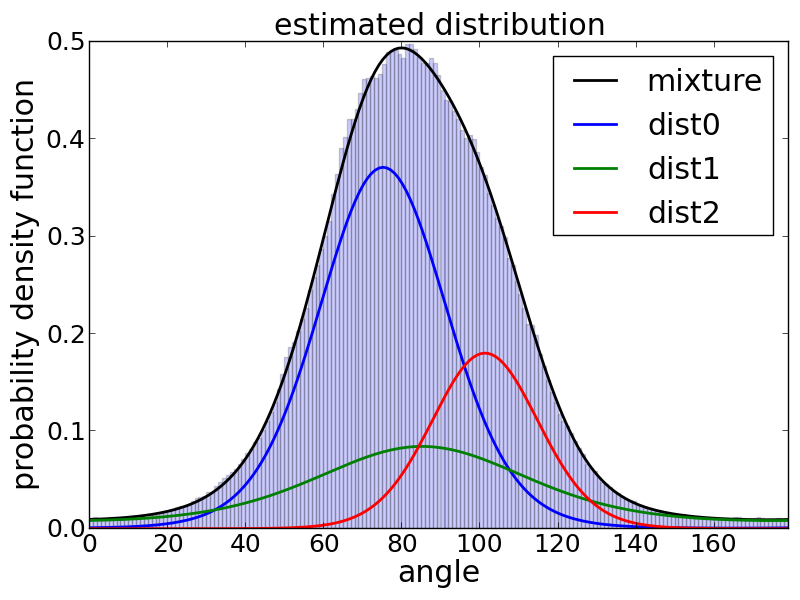 estimated distribution
probability density function
0.5
0.4
0.3
0.2
0.1
0.0
mixture
dist0
dist1
dist2
0 20 40 60 80 100 120 140 160
angle